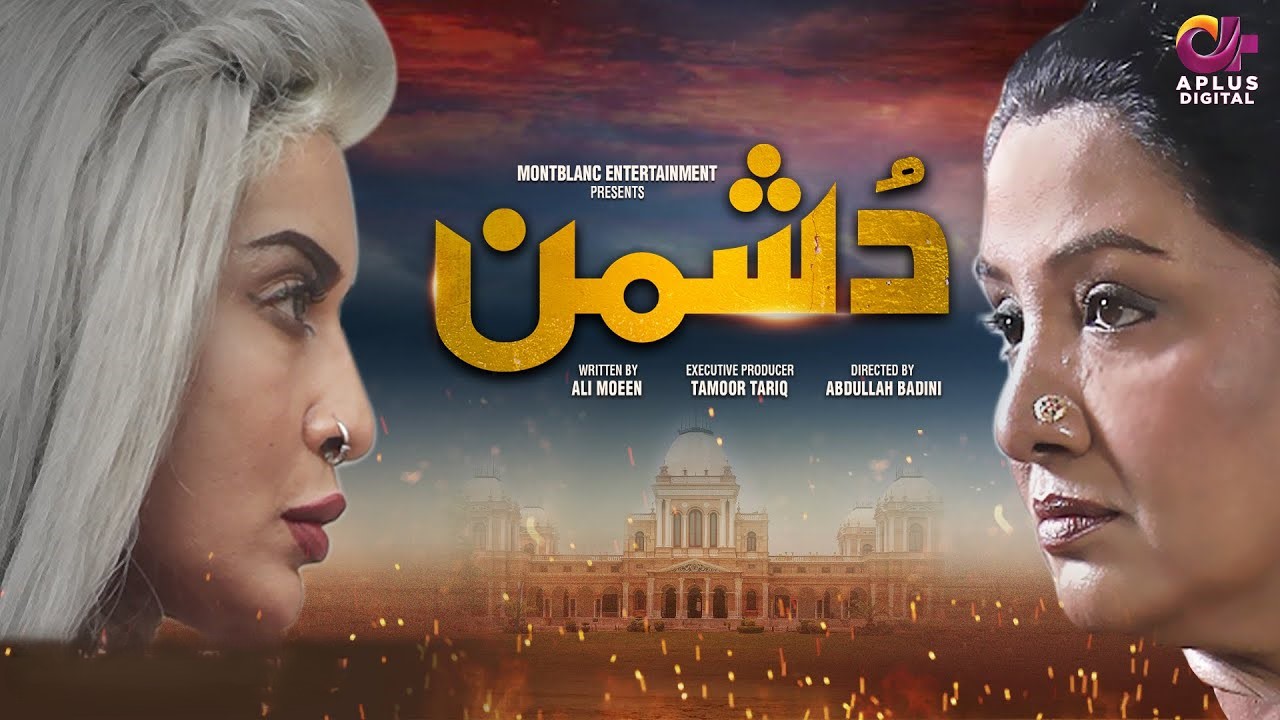 APLUS
DIGITAL
MONTBLANC ENTERTAINMENT
PRESENTS
دُشمن
WRITTEN BY
ALI MOEEN
EXECUTIVE PRODUCER
TAMOOR TARIQ
DIRECTED BY
ABDULLAH BADINI